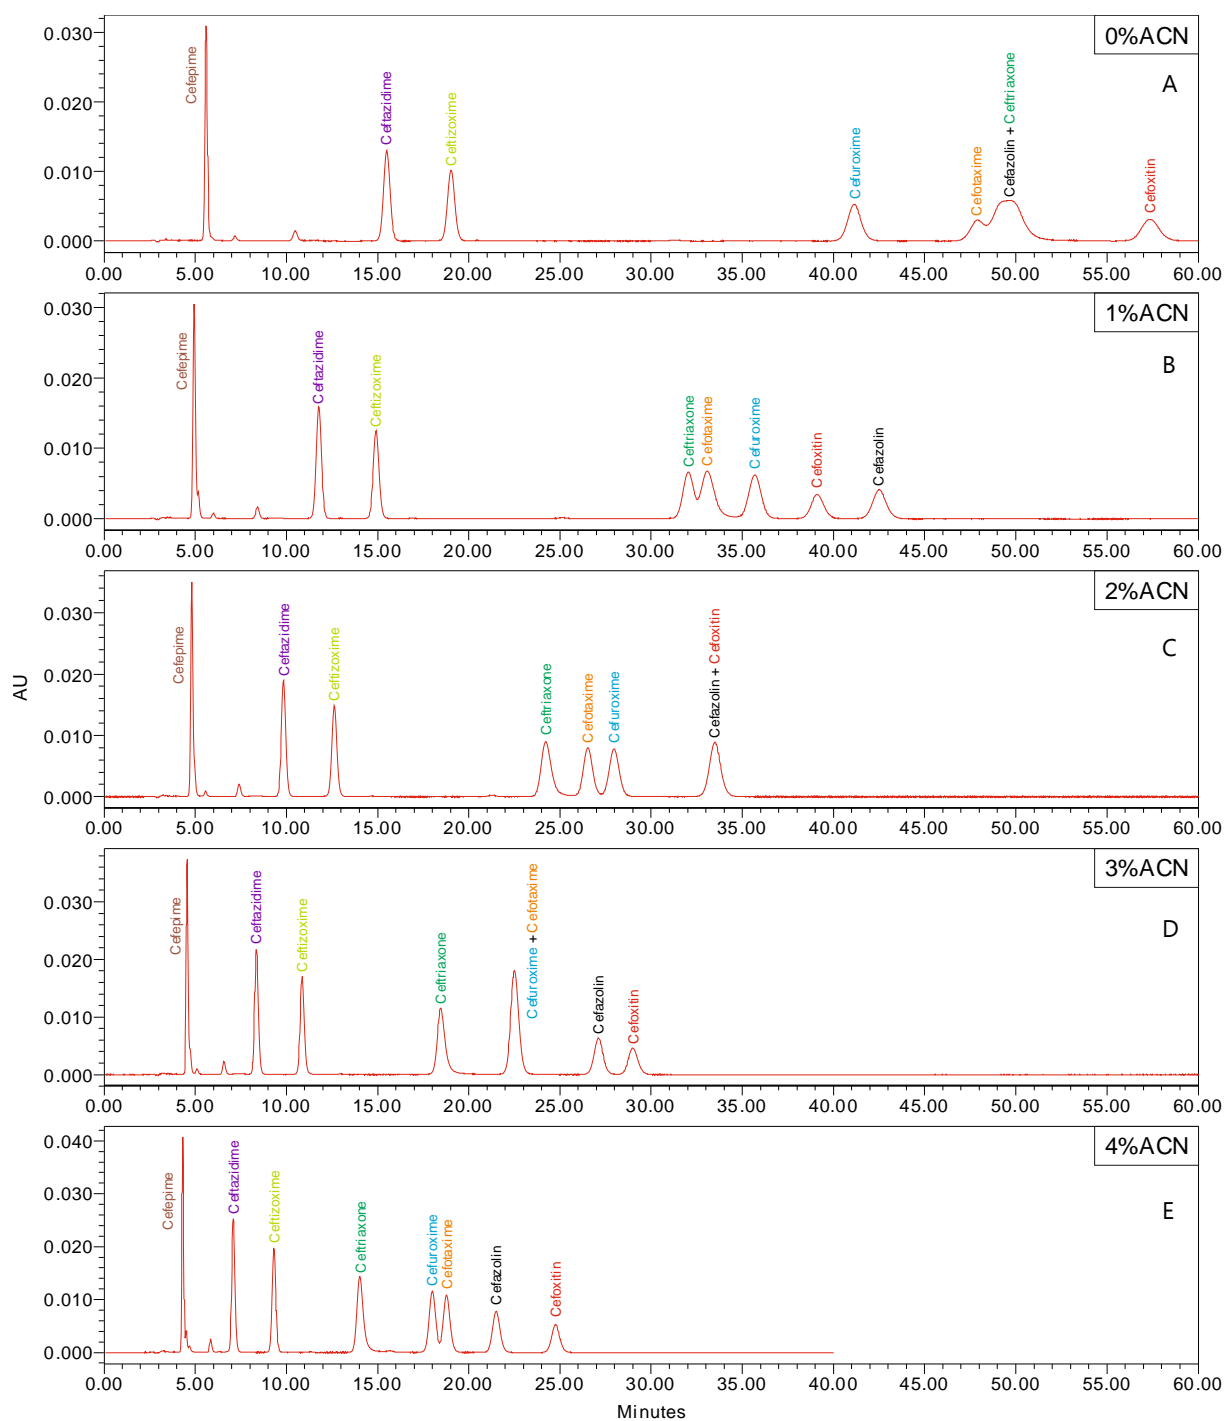 0%ACN
A
Cefepime
Ceftazidime
Ceftizoxime
Cefuroxime
Cefotaxime
Cefazolin + Ceftriaxone
Cefoxitin
0.030
0.020
0.010
0.000
0.00 5.00 10.00 15.00 20.00 25.00 30.00 35.00 40.00 45.00 50.00 55.00 60.00
1%ACN
B
Cefepime
Ceftazidime
Ceftizoxime
Ceftriaxone
Cefotaxime
Cefuroxime
Cefoxitin
Cefazolin
0.030
0.020
0.010
0.000
0.00 5.00 10.00 15.00 20.00 25.00 30.00 35.00 40.00 45.00 50.00 55.00 60.00
2%ACN
C
Cefepime
Ceftazidime
Ceftizoxime
Ceftriaxone
Cefotaxime
Cefuroxime
Cefazolin + Cefoxitin
AU
0.030
0.020
0.010
0.000
0.00 5.00 10.00 15.00 20.00 25.00 30.00 35.00 40.00 45.00 50.00 55.00 60.00
3%ACN
D
Cefepime
Ceftazidime
Ceftizoxime
Ceftriaxone
Cefuroxime + Cefotaxime
Cefazolin
Cefoxitin
0.030
0.020
0.010
0.000
0.00 5.00 10.00 15.00 20.00 25.00 30.00 35.00 40.00 45.00 50.00 55.00 60.00
4%ACN
E
Cefepime
Ceftazidime
Ceftizoxime
Ceftriaxone
Cefuroxime
Cefotaxime
Cefazolin
Cefoxitin
0.040
0.030
0.020
0.010
0.000
0.00 5.00 10.00 15.00 20.00 25.00 30.00 35.00 40.00 45.00 50.00 55.00 60.00
Minutes